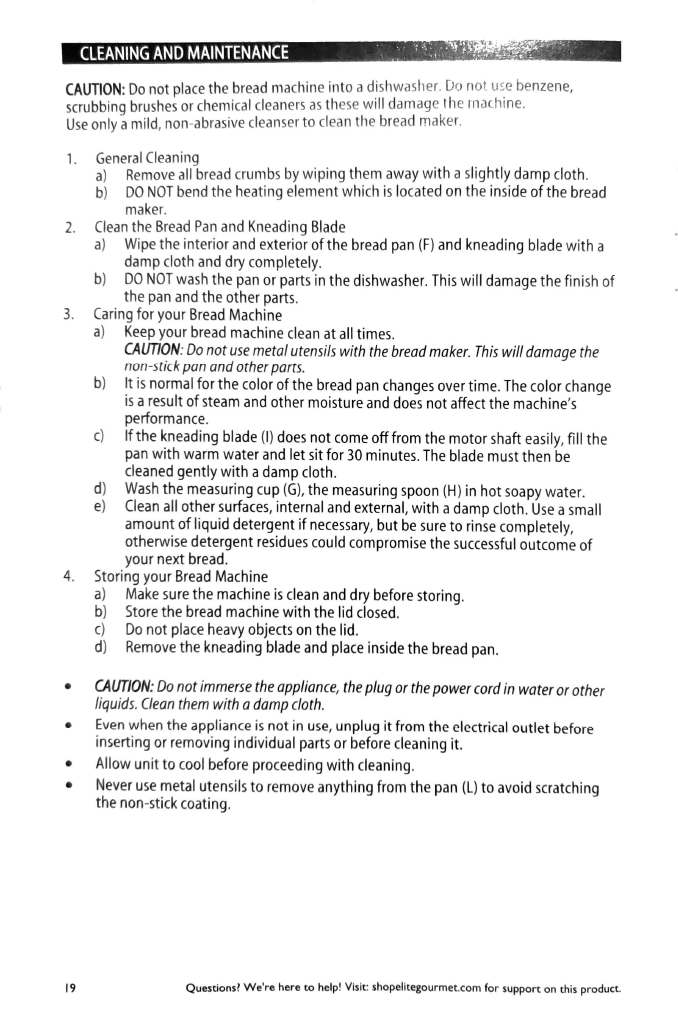 CLEANING AND MAINTENANCE
CAUTION: Do not place the bread machine into a dishwasher. Do not use benzene,
scrubbing brushes or chemical cleaners as these will damage the machine.
Use only a mild, non-abrasive cleanser to clean the bread maker.
1. General Cleaning
a) Remove all bread crumbs by wiping them away with a slightly damp cloth.
b) DO NOT bend the heating element which is located on the inside of the bread
maker.
2. Clean the Bread Pan and Kneading Blade
a) Wipe the interior and exterior of the bread pan (F) and kneading blade with a
damp cloth and dry completely.
b) DO NOT wash the pan or parts in the dishwasher. This will damage the finish of
the pan and the other parts.
3. Caring for your Bread Machine
a) Keep your bread machine clean at all times.
CAUTION: Do not use metal utensils with the bread maker. This will damage the
non-stick pan and other parts.
b) It is normal for the color of the bread pan changes over time. The color change
is a result of steam and other moisture and does not affect the machine's
performance.
c) If the kneading blade (I) does not come off from the motor shaft easily, fill the
pan with warm water and let sit for 30 minutes. The blade must then be
cleaned gently with a damp cloth.
d) Wash the measuring cup (G), the measuring spoon (H) in hot soapy water.
e) Clean all other surfaces, internal and external, with a damp cloth. Use a small
amount of liquid detergent if necessary, but be sure to rinse completely,
otherwise detergent residues could compromise the successful outcome of
your next bread.
4. Storing your Bread Machine
a) Make sure the machine is clean and dry before storing.
b) Store the bread machine with the lid closed.
c) Do not place heavy objects on the lid.
d) Remove the kneading blade and place inside the bread pan.
• CAUTION: Do not immerse the appliance, the plug or the power cord in water or other
liquids. Clean them with a damp cloth.
• Even when the appliance is not in use, unplug it from the electrical outlet before
inserting or removing individual parts or before cleaning it.
• Allow unit to cool before proceeding with cleaning.
• Never use metal utensils to remove anything from the pan (L) to avoid scratching
the non-stick coating.
19 Questions? We're here to help! Visit: shopelitegourmet.com for support on this product.